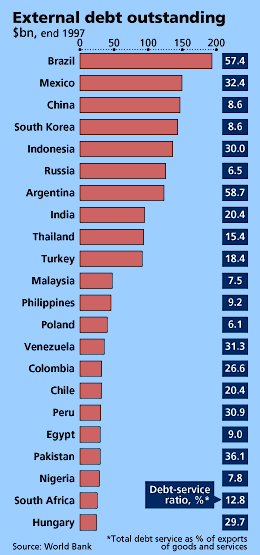 External debt outstanding
$bn, end 1997
0 50 100 150 200
Brazil 57.4
Mexico 32.4
China 8.6
South Korea 8.6
Indonesia 30.0
Russia 6.5
Argentina 58.7
India 20.4
Thailand 15.4
Turkey 18.4
Malaysia 7.5
Philippines 9.2
Poland 6.1
Venezuela 31.3
Colombia 26.6
Chile 20.4
Peru 30.9
Egypt 9.0
Pakistan 36.1
Nigeria 7.8
Debt-service
ratio, %*
South Africa 12.8
Hungary 29.7
*Total debt service as % of exports
of goods and services
Source: World Bank